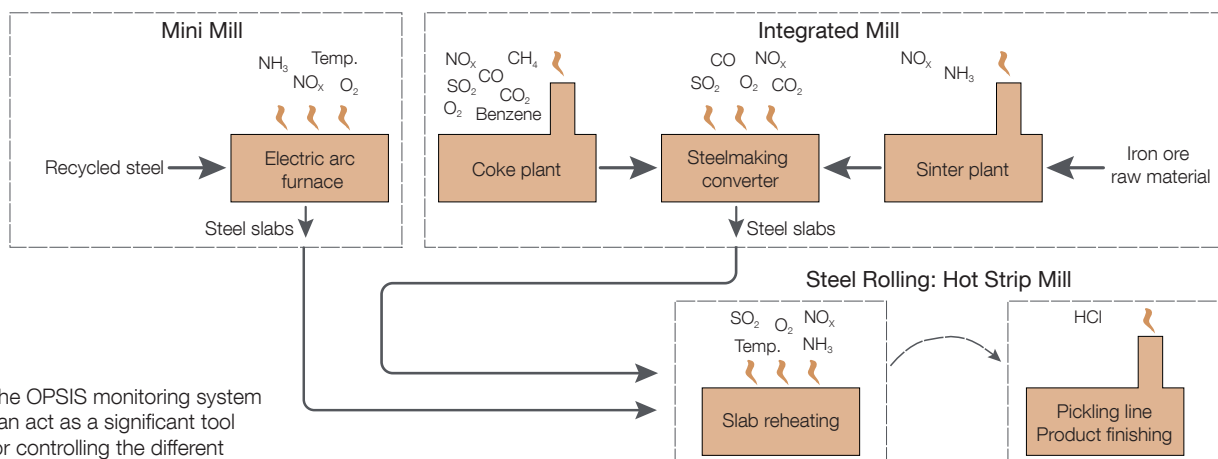 Mini Mill
NH₃
Temp.
NOₓ
O₂
Recycled steel
Electric arc
furnace
Steel slabs
Integrated Mill
NOₓ
CH₄
CO
SO₂
CO₂
O₂
Benzene
Coke plant
CO
NOₓ
SO₂
O₂
CO₂
Steelmaking
converter
Steel slabs
NOₓ
NH₃
Sinter plant
Iron ore
raw material
Steel Rolling: Hot Strip Mill
SO₂
O₂
NOₓ
Temp.
NH₃
Slab reheating
HCl
Pickling line
Product finishing
he OPSIS monitoring system
an act as a significant tool
or controlling the different